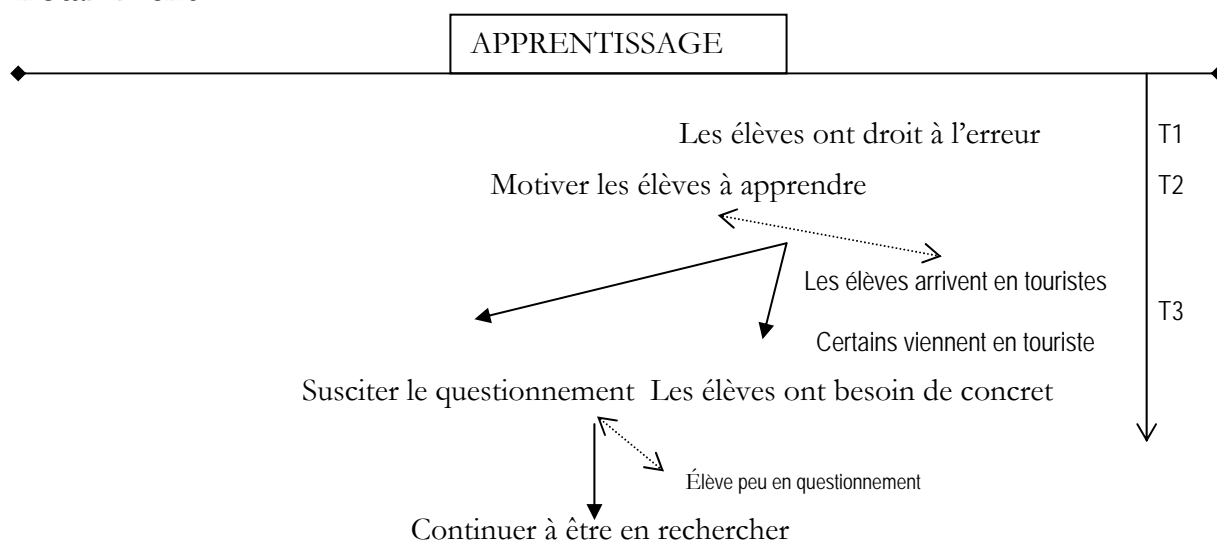 APPRENTISSAGE
Les élèves ont droit à l’erreur T1
Motiver les élèves à apprendre T2
Les élèves arrivent en touristes
T3
Certains viennent en touriste
Susciter le questionnement Les élèves ont besoin de concret
Élève peu en questionnement
Continuer à être en rechercher